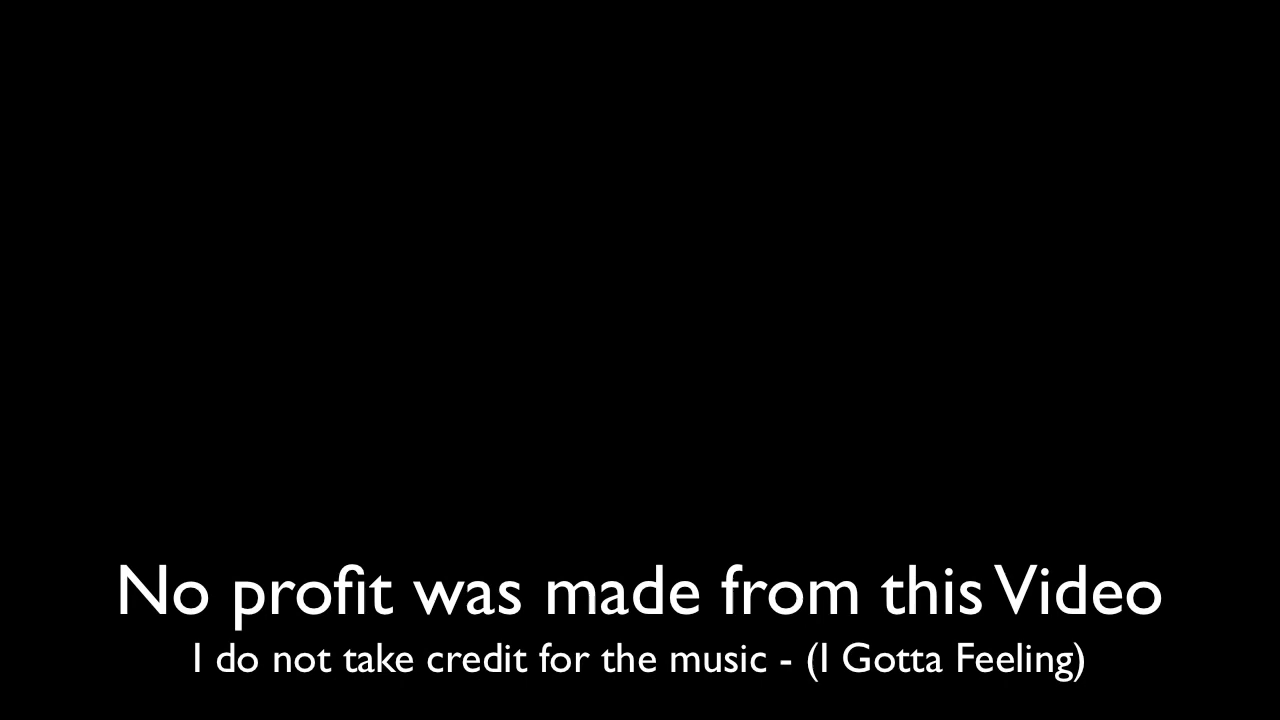 No profit was made from this Video
I do not take credit for the music - (I Gotta Feeling)